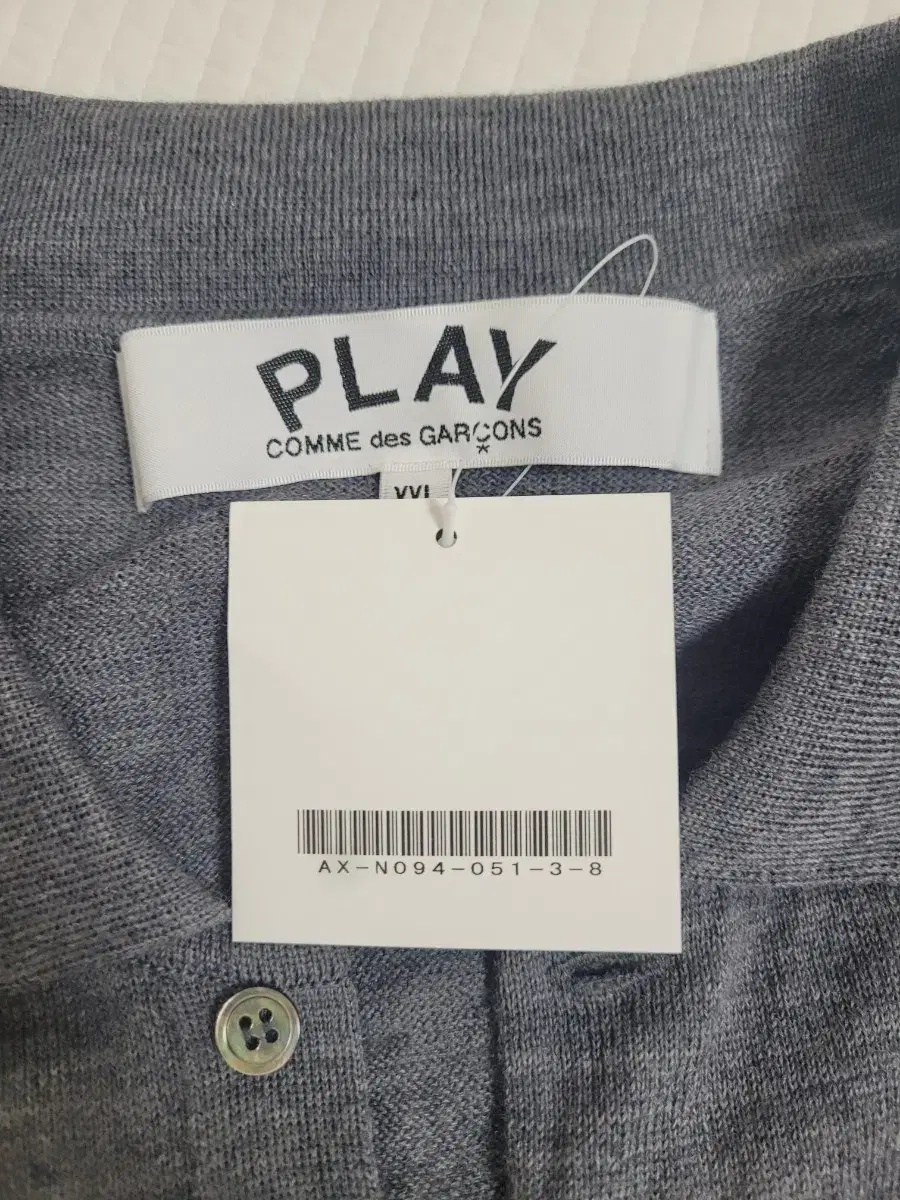 PLAY
COMME des GARÇONS
*
XXL
AX-N094-051-3-8